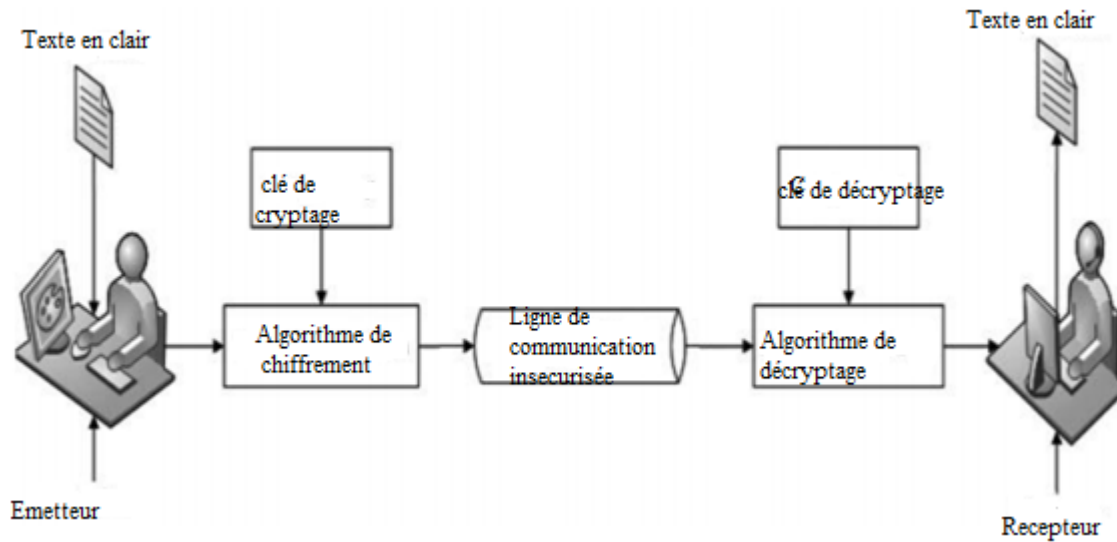 Texte en clair
Texte en clair
clé de
cryptage
clé de décryptage
Algorithme de
chiffrement
Ligne de
communication
insecurisée
Algorithme de
décryptage
Emetteur
Recepteur